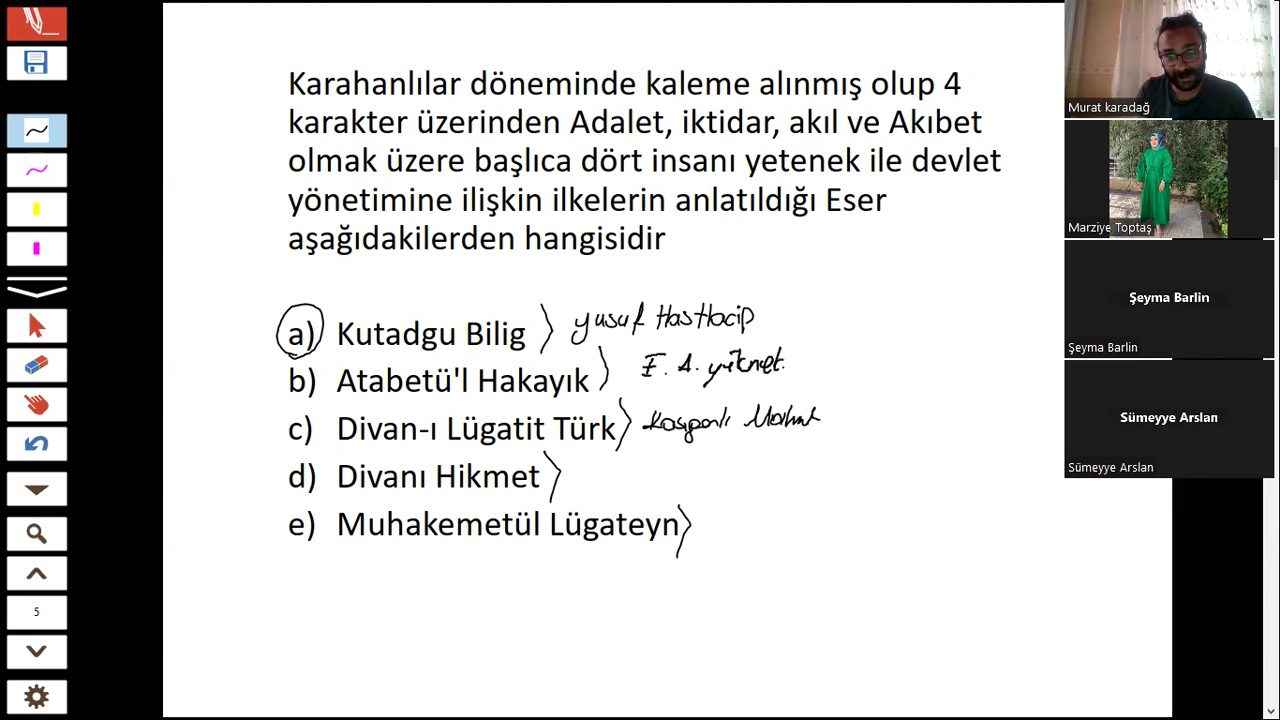 Karahanlılar döneminde kaleme alınmış olup 4
karakter üzerinden Adalet, iktidar, akıl ve Akıbet
olmak üzere başlıca dört insanı yetenek ile devlet
yönetimine ilişkin ilkelerin anlatıldığı Eser
aşağıdakilerden hangisidir
a) Kutadgu Bilig yusuf Has Hacip
b) Atabetü'l Hakayık E. A. yüknek
c) Divan-ı Lügatit Türk Kaşgarlı Mahmut
d) Divanı Hikmet
e) Muhakemetül Lügateyn
5
Murat karadağ
Marziye Toptaş
Şeyma Barlin
Şeyma Barlin
Sümeyye Arslan
Sümeyye Arslan